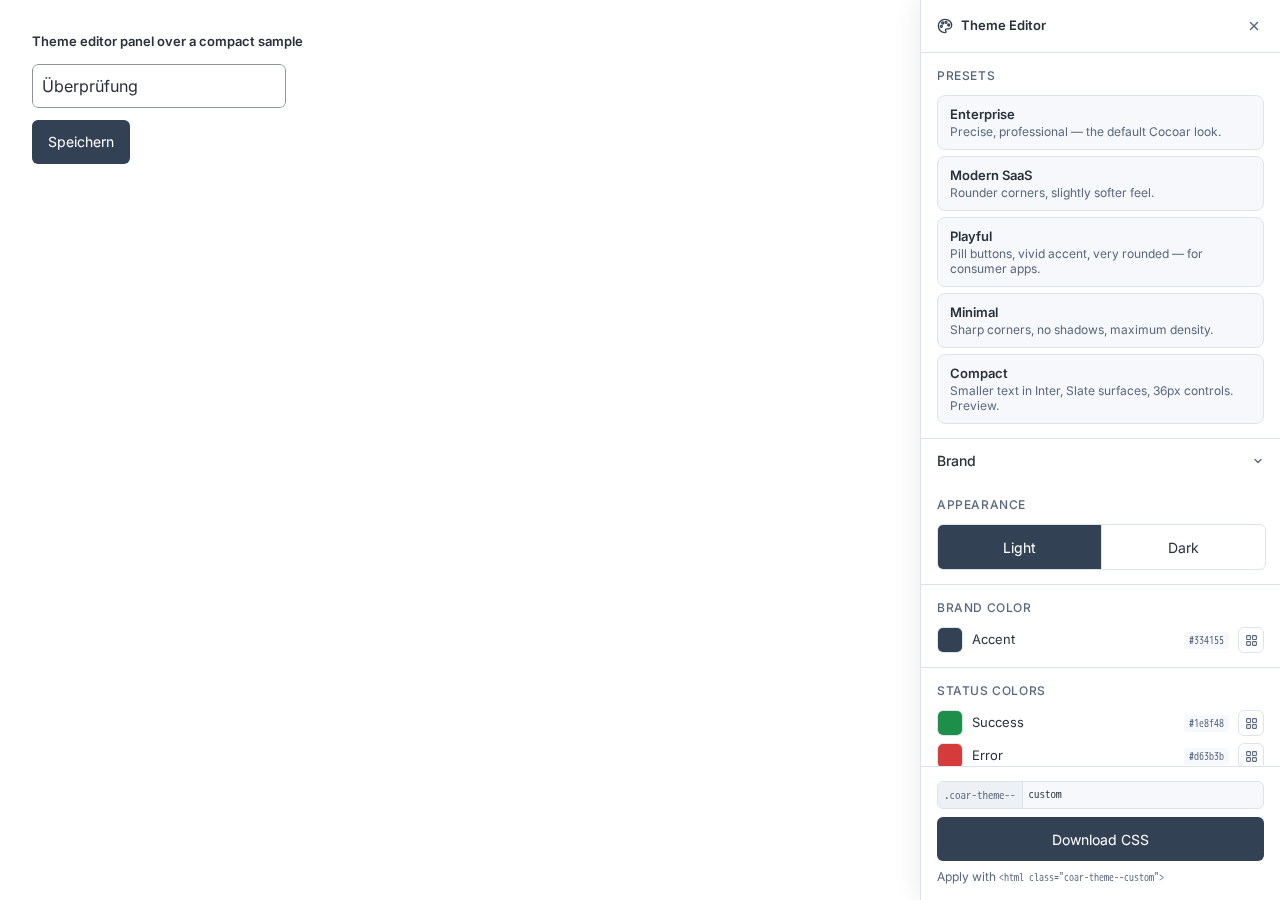 Theme editor panel over a compact sample
Überprüfung
Speichern
Theme Editor
PRESETS
Enterprise
Precise, professional — the default Cocoar look.
Modern SaaS
Rounder corners, slightly softer feel.
Playful
Pill buttons, vivid accent, very rounded — for
consumer apps.
Minimal
Sharp corners, no shadows, maximum density.
Compact
Smaller text in Inter, Slate surfaces, 36px controls.
Preview.
Brand
APPEARANCE
Light Dark
BRAND COLOR
Accent #334155
STATUS COLORS
Success #1e8f48
Error #d63b3b
.coar-theme-- custom
Download CSS
Apply with <html class="coar-theme--custom">